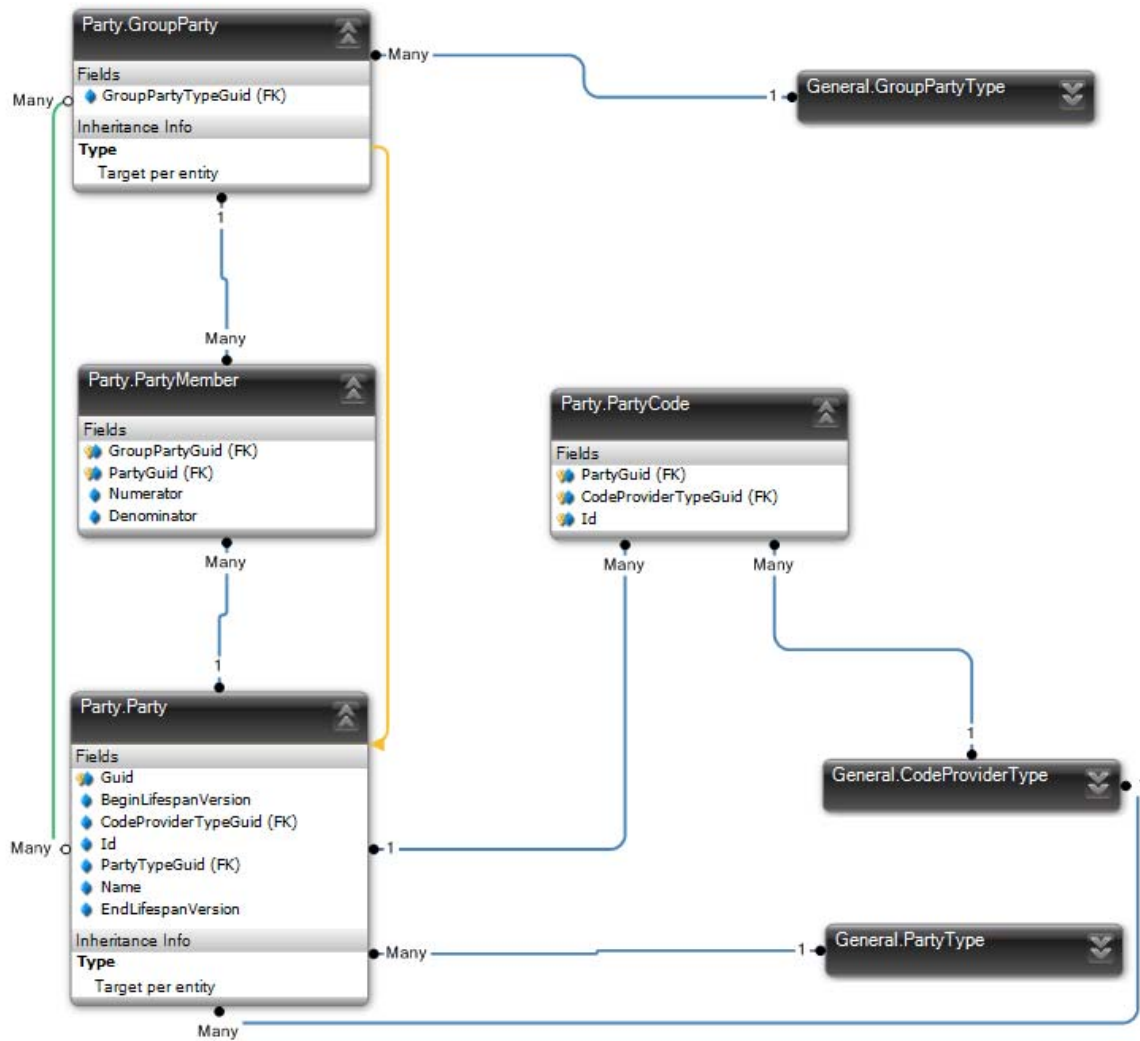 Party.GroupParty
Fields
GroupPartyTypeGuid (FK)
Inheritance Info
Type
Target per entity
Many
1
General.GroupPartyType
Many
1
Many
Party.PartyMember
Fields
GroupPartyGuid (FK)
PartyGuid (FK)
Numerator
Denominator
Many
1
Party.PartyCode
Fields
PartyGuid (FK)
CodeProviderTypeGuid (FK)
Id
Many
Many
1
General.CodeProviderType
Party.Party
Fields
Guid
BeginLifespanVersion
CodeProviderTypeGuid (FK)
Id
PartyTypeGuid (FK)
Name
EndLifespanVersion
Inheritance Info
Type
Target per entity
Many
1
Many
1
General.PartyType
Many